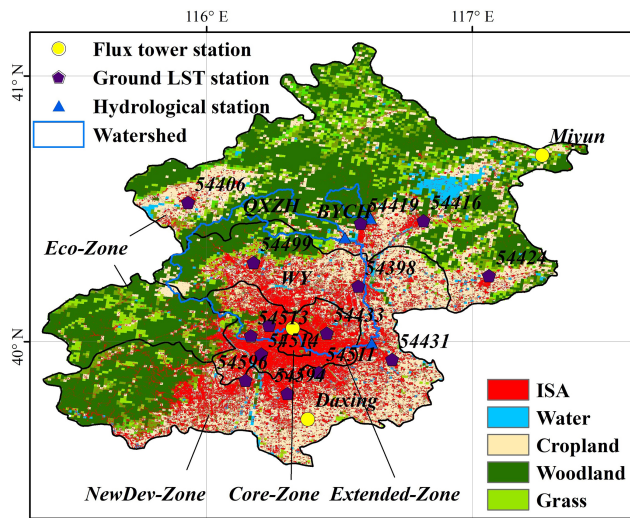 116° E
117° E
41° N
40° N
Flux tower station
Ground LST station
Hydrological station
Watershed
Miyun
54406
QXZH
BYCH
54419
54416
Eco-Zone
54499
WY
54398
54424
54513
54433
54514
54511
54431
54596
54594
Daxing
NewDev-Zone
Core-Zone
Extended-Zone
ISA
Water
Cropland
Woodland
Grass